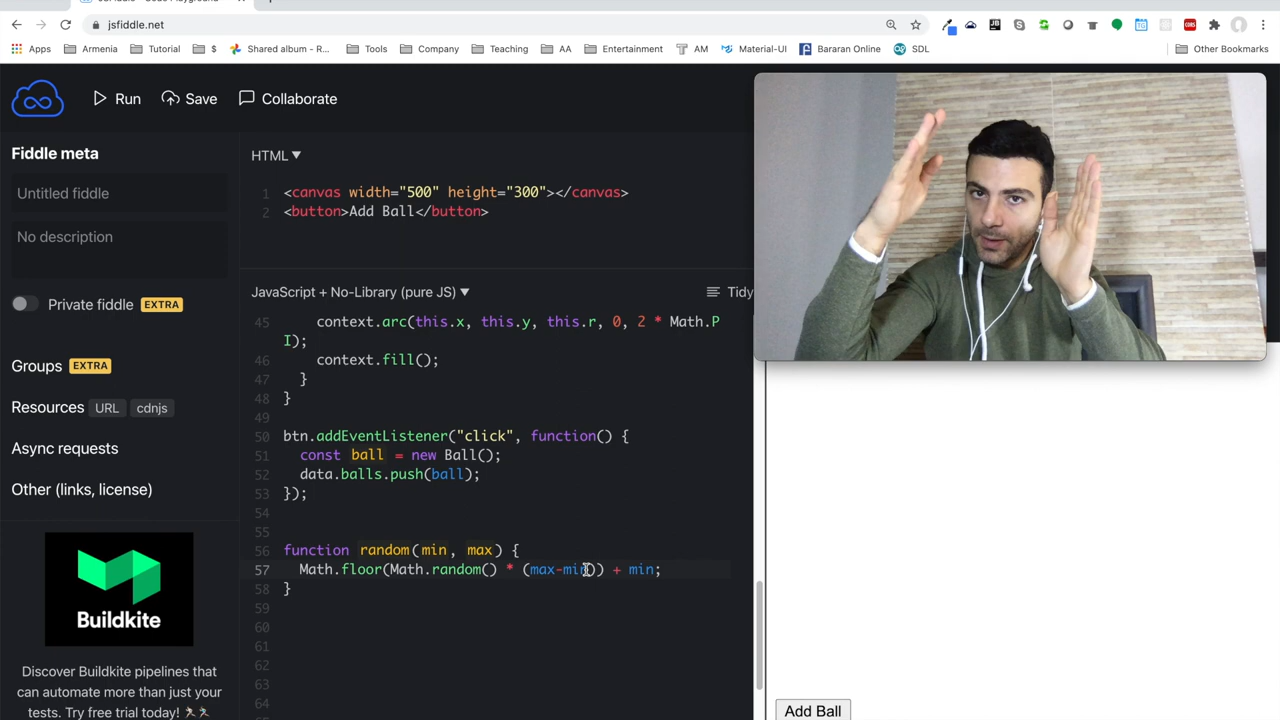 jsfiddle.net
Apps Armenia Tutorial $ Shared album - R... Tools Company Teaching AA Entertainment AM Material-UI Bararan Online SDL Other Bookmarks
Run Save Collaborate
Fiddle meta
Untitled fiddle
No description
Private fiddle EXTRA
Groups EXTRA
Resources URL cdnjs
Async requests
Other (links, license)
Buildkite
Discover Buildkite pipelines that
can automate more than just your
tests. Try free trial today!
HTML
1 <canvas width="500" height="300"></canvas>
2 <button>Add Ball</button>
JavaScript + No-Library (pure JS) Tidy
45 context.arc(this.x, this.y, this.r, 0, 2 * Math.P
I);
46 context.fill();
47 }
48 }
49
50 btn.addEventListener("click", function() {
51 const ball = new Ball();
52 data.balls.push(ball);
53 });
54
55
56 function random(min, max) {
57 Math.floor(Math.random() * (max-min)) + min;
58 }
59
60
61
62
63
64
Add Ball